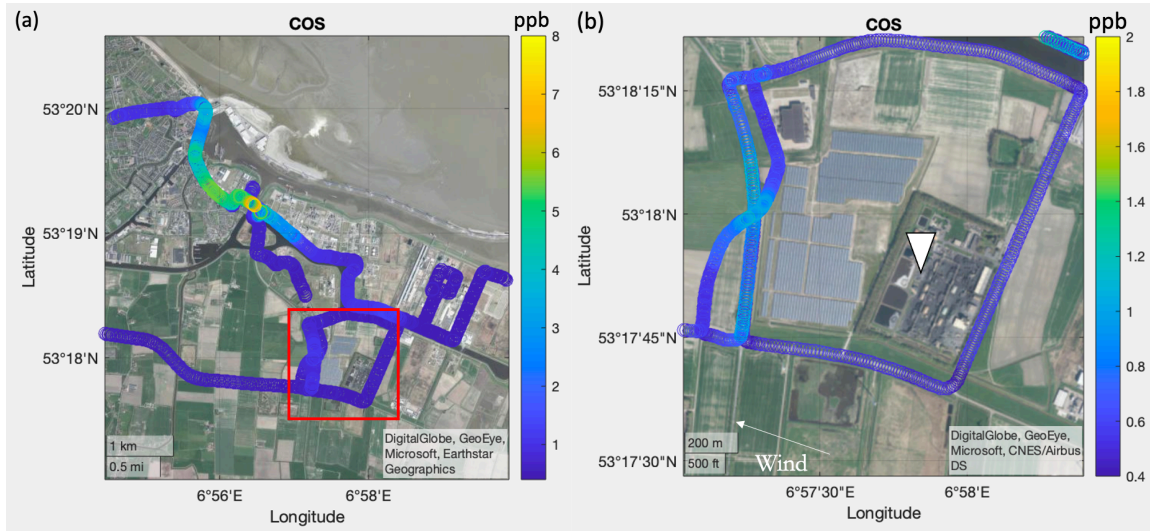 (a)
COS
ppb
8
7
6
5
4
3
2
1
53°20'N
53°19'N
53°18'N
Latitude
1 km
0.5 mi
DigitalGlobe, GeoEye,
Microsoft, Earthstar
Geographics
6°56'E
6°58'E
Longitude
(b)
COS
ppb
2
1.8
1.6
1.4
1.2
1
0.8
0.6
0.4
53°18'15"N
53°18'N
53°17'45"N
53°17'30"N
Latitude
Wind
200 m
500 ft
DigitalGlobe, GeoEye,
Microsoft, CNES/Airbus
DS
6°57'30"E
6°58'E
Longitude